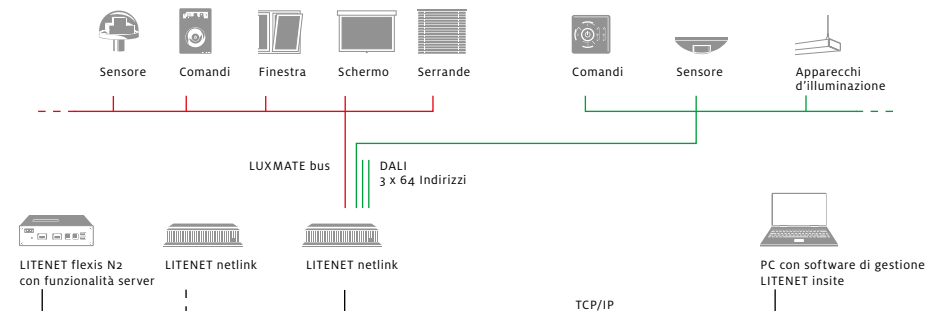 Sensore
Comandi
Finestra
Schermo
Serrande
Comandi
Sensore
Apparecchi
d'illuminazione
LUXMATE bus
DALI
3 x 64 Indirizzi
LITENET flexis N2
con funzionalità server
LITENET netlink
LITENET netlink
PC con software di gestione
LITENET insite
TCP/IP